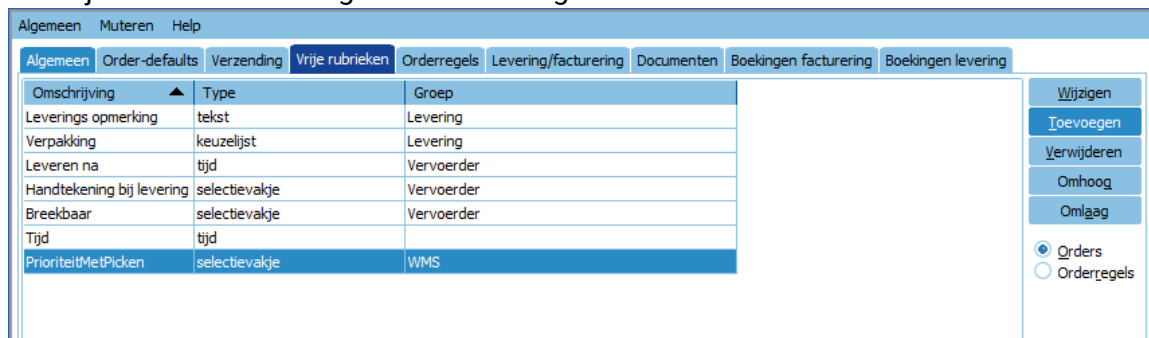 Algemeen Muteren Help
Algemeen Order-defaults Verzending Vrije rubrieken Orderregels Levering/facturering Documenten Boekingen facturering Boekingen levering
Omschrijving Type Groep Wijzigen
Leverings opmerking tekst Levering Toevoegen
Verpakking keuzelijst Levering Verwijderen
Leveren na tijd Vervoerder
Handtekening bij levering selectievakje Vervoerder Omhoog
Breekbaar selectievakje Vervoerder Omlaag
Tijd tijd
PrioriteitMetPicken selectievakje WMS Orders
Orderregels